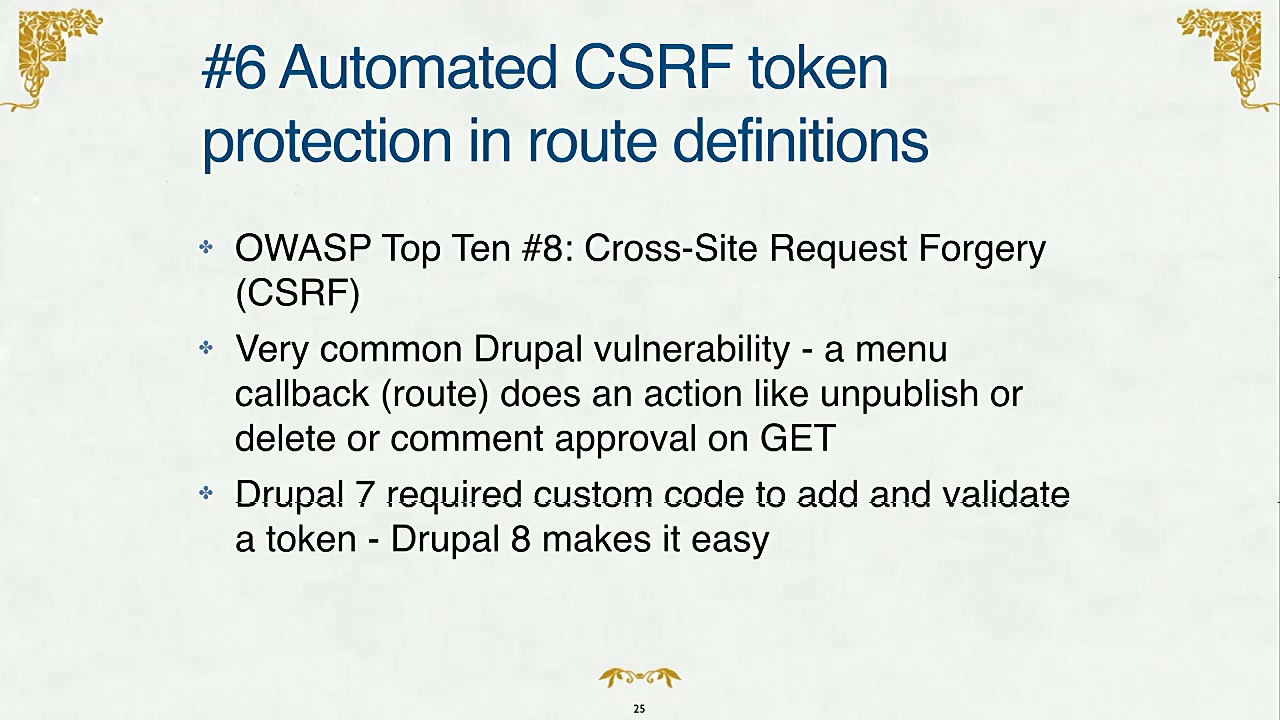 #6 Automated CSRF token
protection in route definitions
OWASP Top Ten #8: Cross-Site Request Forgery
(CSRF)
Very common Drupal vulnerability - a menu
callback (route) does an action like unpublish or
delete or comment approval on GET
Drupal 7 required custom code to add and validate
a token - Drupal 8 makes it easy
25